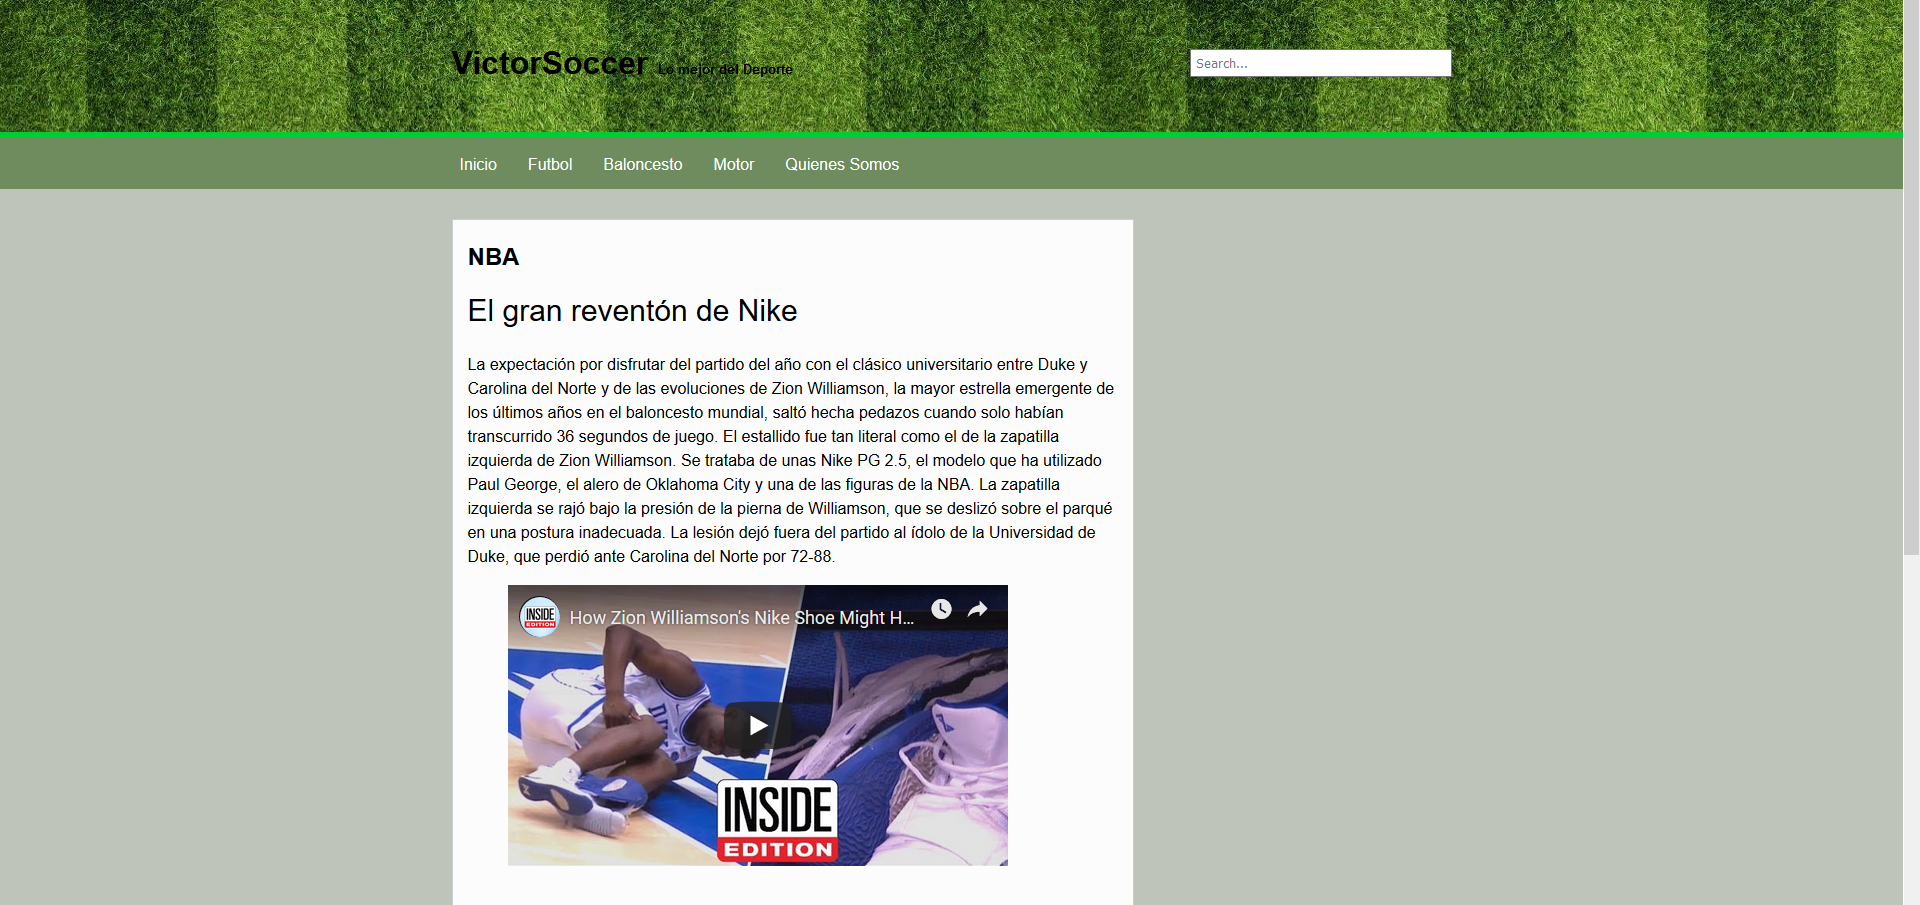 VictorSoccer Lo mejor del Deporte
Search...
Inicio Futbol Baloncesto Motor Quienes Somos
NBA
El gran reventón de Nike
La expectación por disfrutar del partido del año con el clásico universitario entre Duke y
Carolina del Norte y de las evoluciones de Zion Williamson, la mayor estrella emergente de
los últimos años en el baloncesto mundial, saltó hecha pedazos cuando solo habían
transcurrido 36 segundos de juego. El estallido fue tan literal como el de la zapatilla
izquierda de Zion Williamson. Se trataba de unas Nike PG 2.5, el modelo que ha utilizado
Paul George, el alero de Oklahoma City y una de las figuras de la NBA. La zapatilla
izquierda se rajó bajo la presión de la pierna de Williamson, que se deslizó sobre el parqué
en una postura inadecuada. La lesión dejó fuera del partido al ídolo de la Universidad de
Duke, que perdió ante Carolina del Norte por 72-88.
INSIDE
EDITION
How Zion Williamson's Nike Shoe Might H...
INSIDE
EDITION